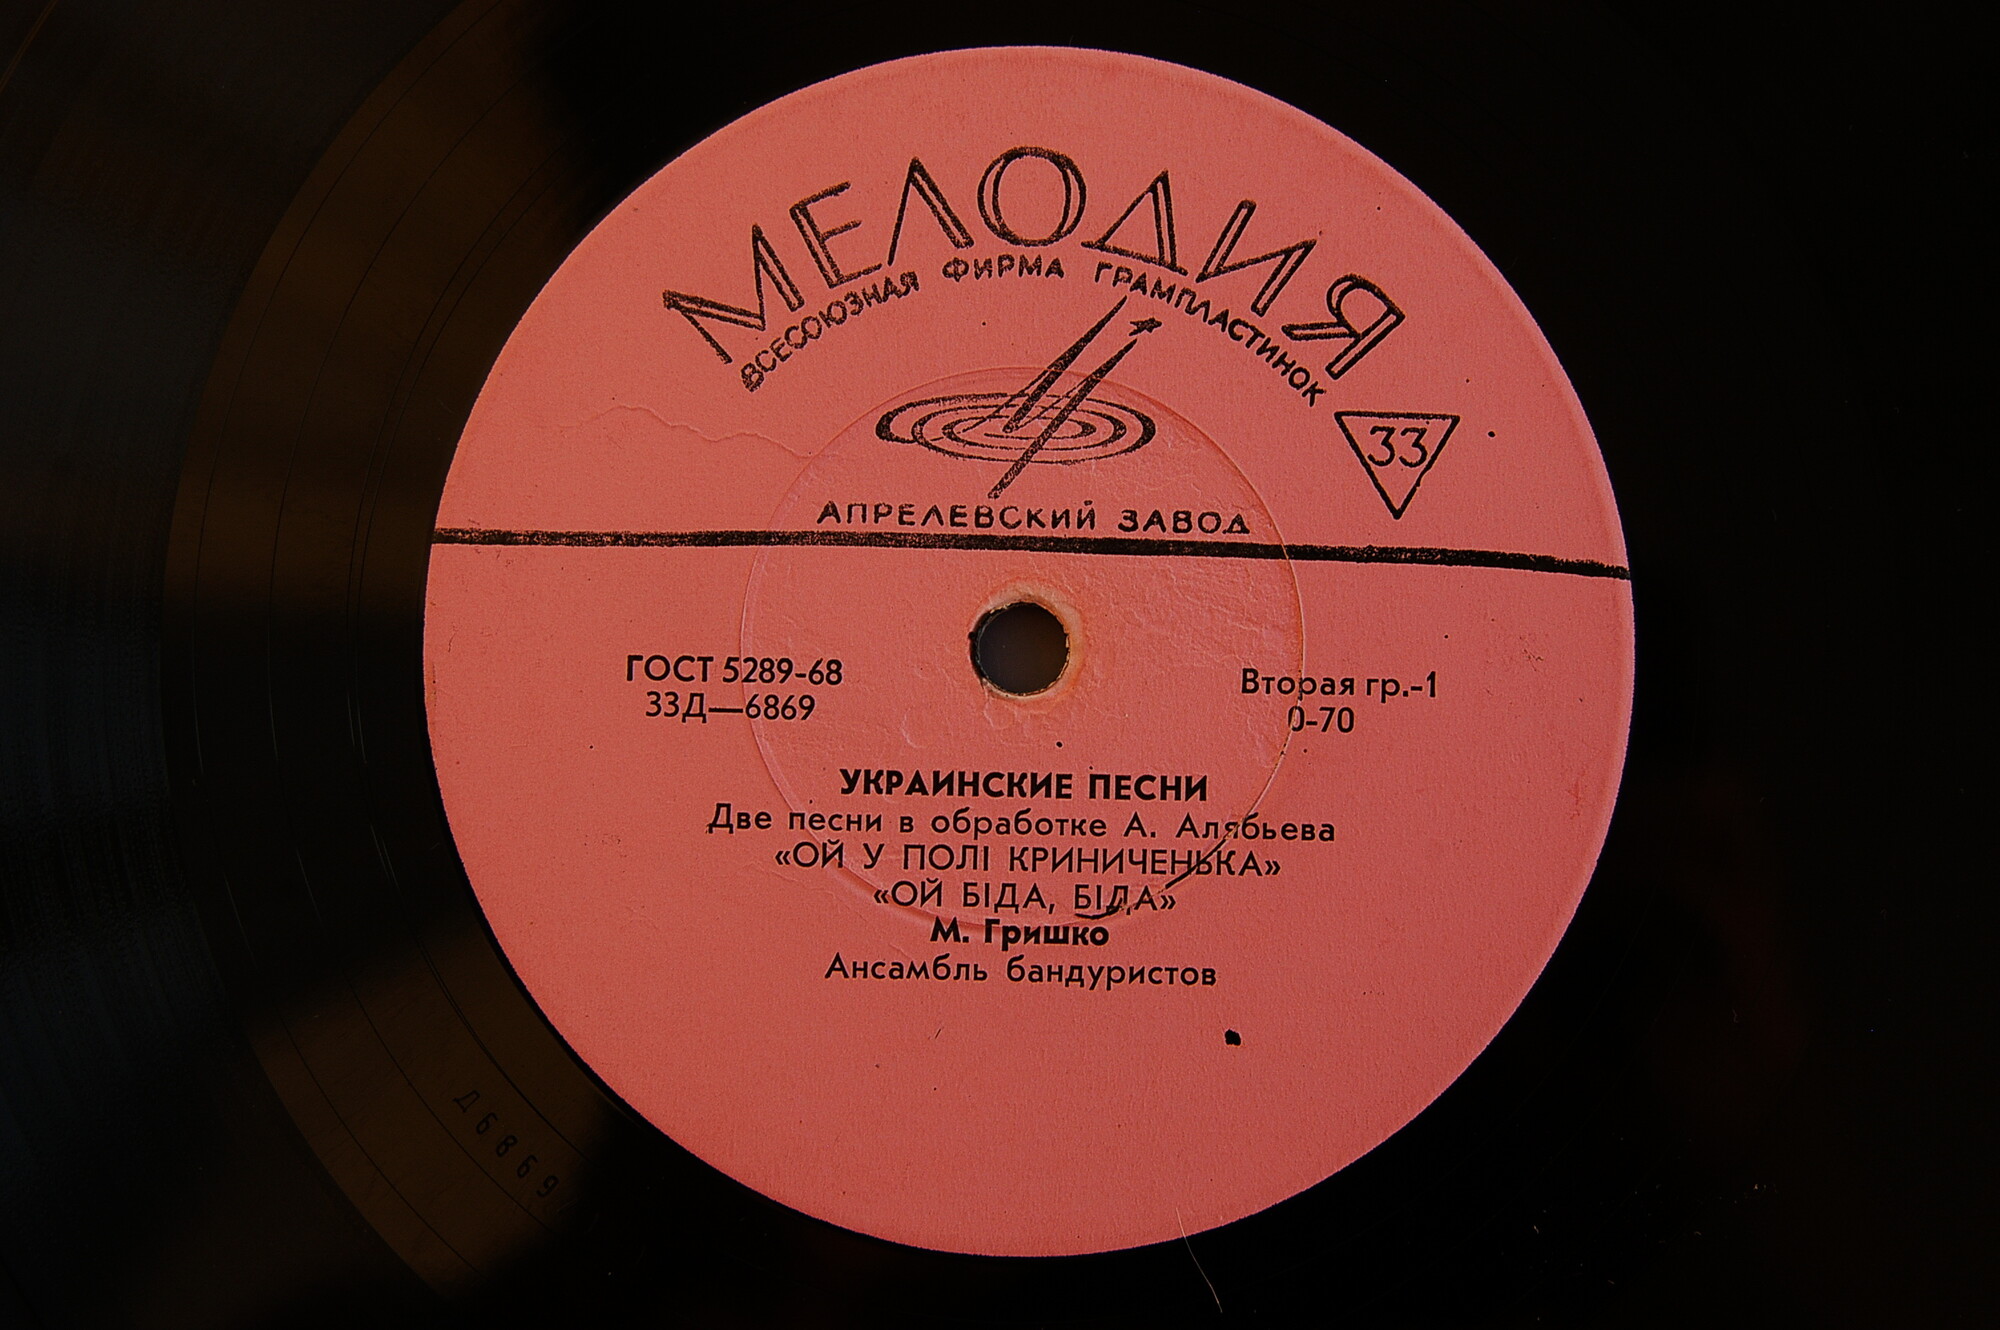 МЕЛОДИЯ
ВСЕСОЮЗНАЯ ФИРМА ГРАМПЛАСТИНОК
33
АПРЕЛЕВСКИЙ ЗАВОД
ГОСТ 5289-68
33Д—6869
Вторая гр.-1
0-70
УКРАИНСКИЕ ПЕСНИ
Две песни в обработке А. Алябьева
«ОЙ У ПОЛІ КРИНИЧЕНЬКА»
«ОЙ БІДА, БІДА»
М. Гришко
Ансамбль бандуристов
Д6869